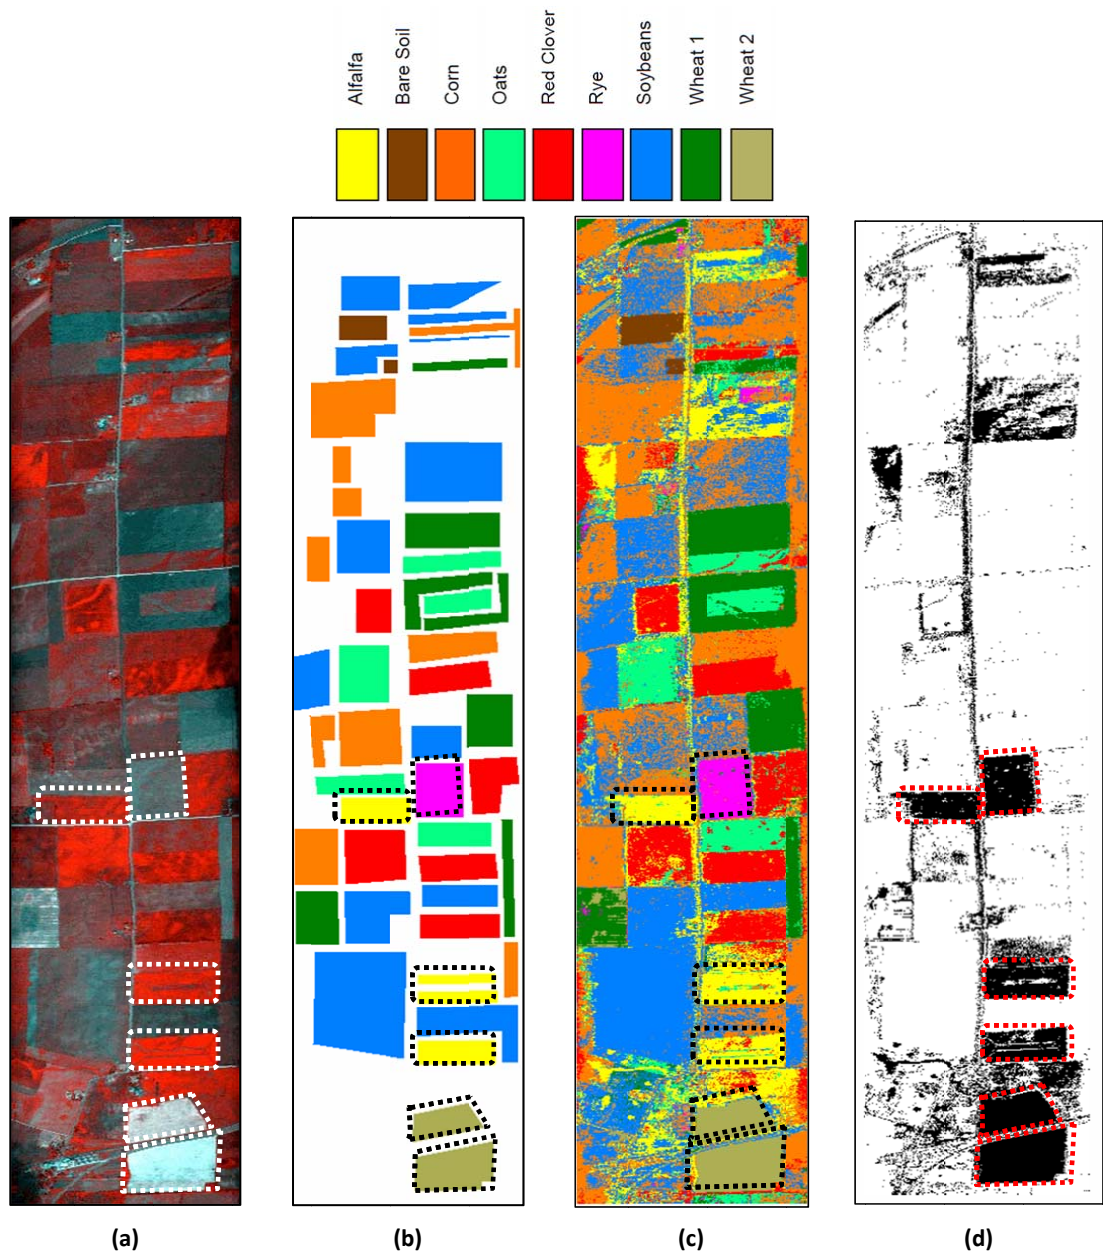 Alfalfa
Bare Soil
Corn
Oats
Red Clover
Rye
Soybeans
Wheat 1
Wheat 2
(a)
(b)
(c)
(d)